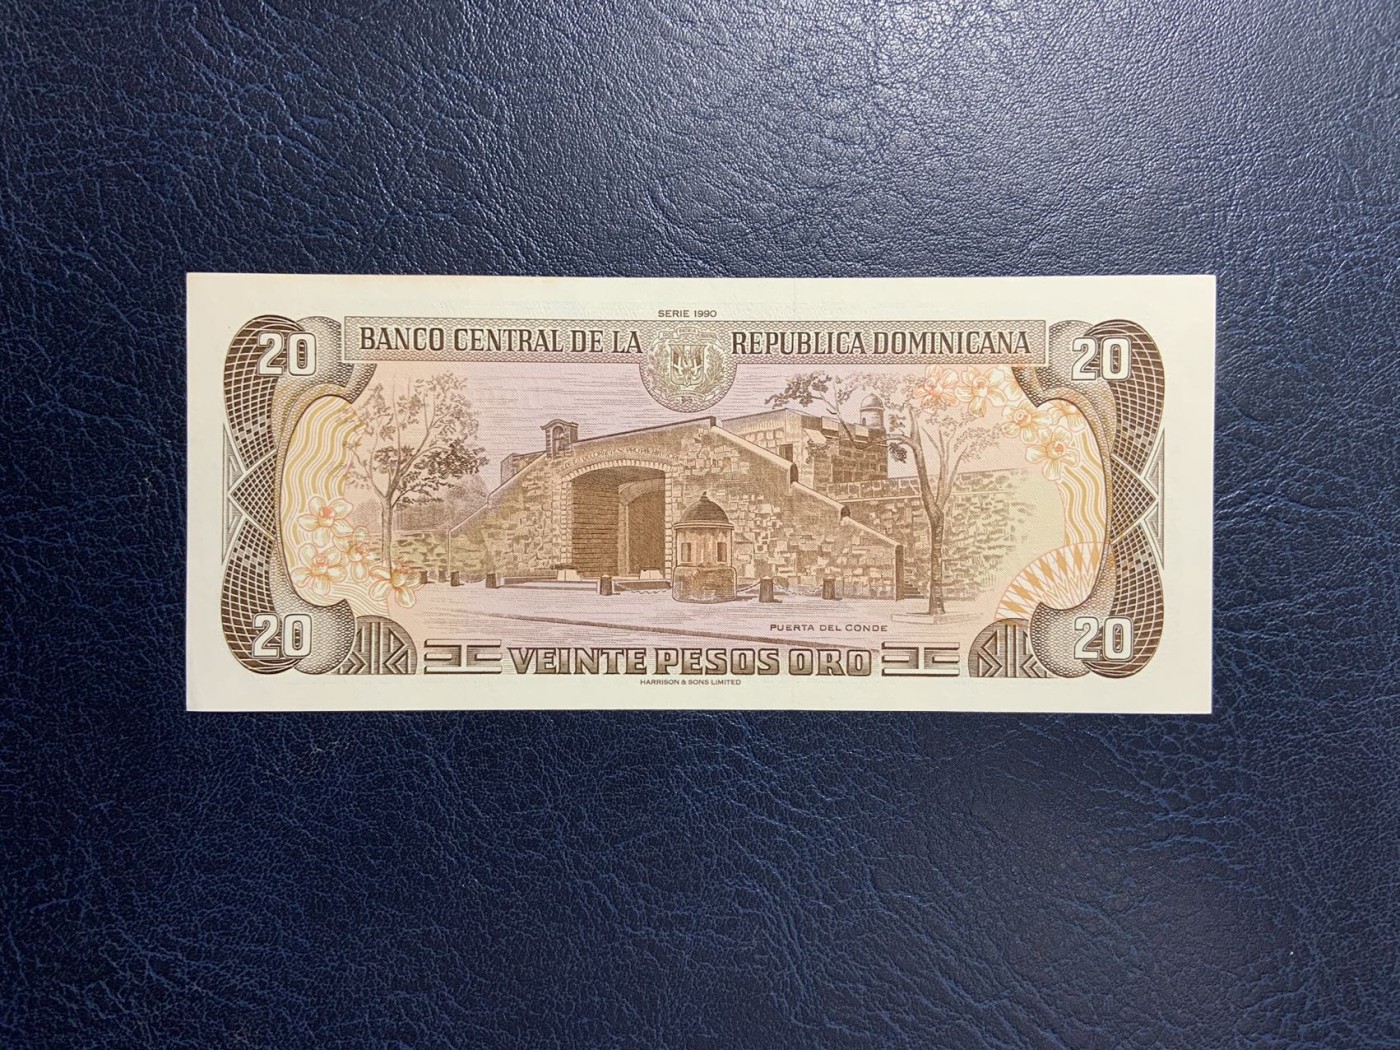 SERIE 1990
BANCO CENTRAL DE LA REPUBLICA DOMINICANA
20 20
PUERTA DEL CONDE
20 VEINTE PESOS ORO 20
HARRISON & SONS LIMITED